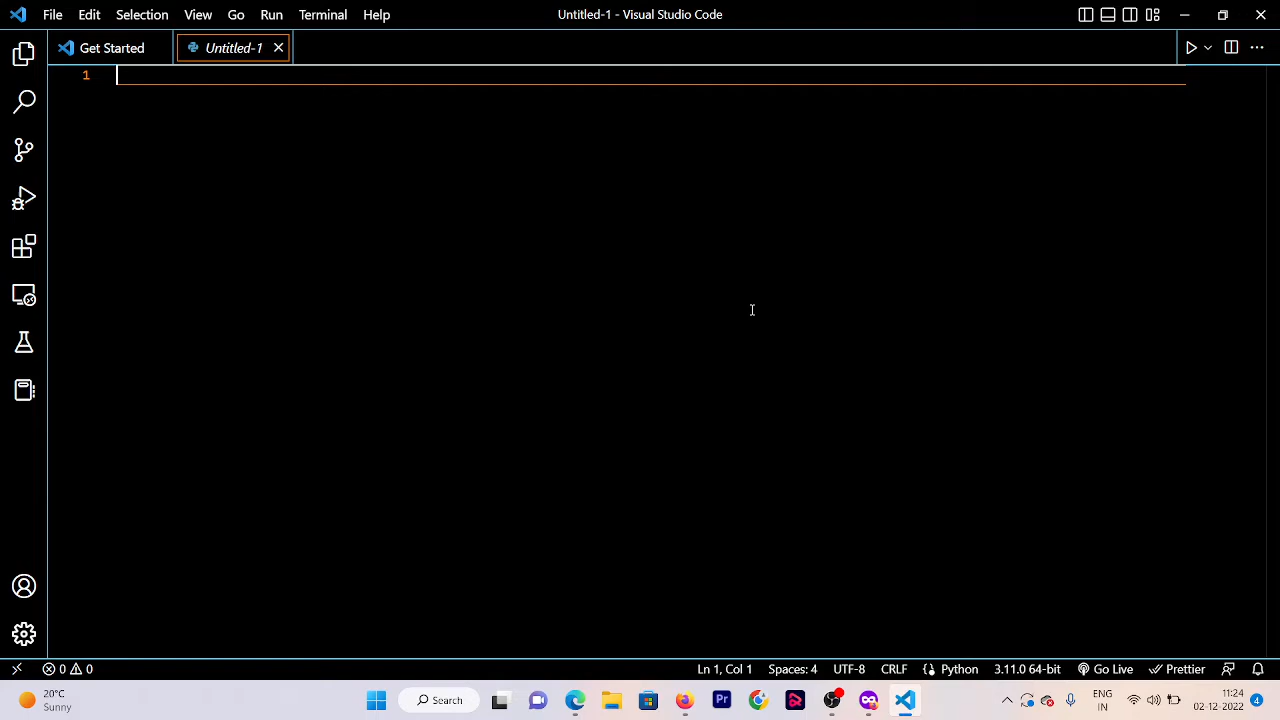 File Edit Selection View Go Run Terminal Help Untitled-1 - Visual Studio Code
Get Started Untitled-1
1
0 0 Ln 1, Col 1 Spaces: 4 UTF-8 CRLF Python 3.11.0 64-bit Go Live Prettier
20°C
Sunny
Search
Pr
ENG
IN
11:24
02-12-2022
4